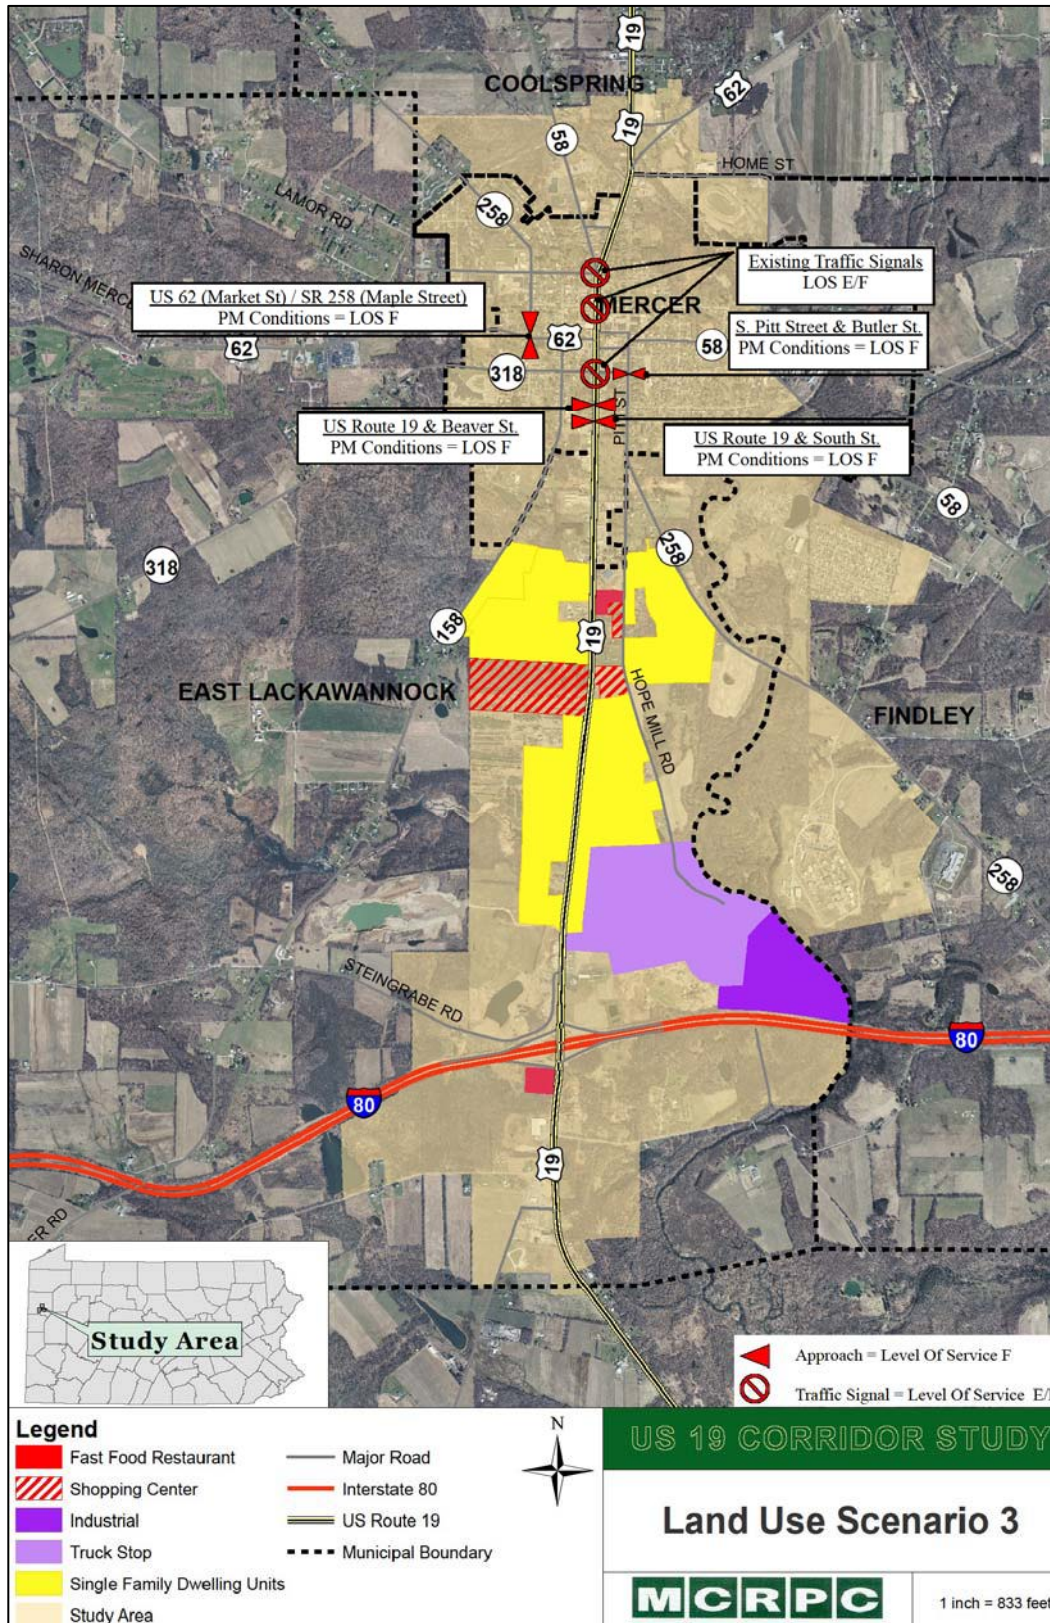 19
COOLSPRING
62
19
58
HOME ST
LAMOR RD
258
SHARON MERCE
Existing Traffic Signals
LOS E/F
US 62 (Market St) / SR 258 (Maple Street)
PM Conditions = LOS F
MERCER
S. Pitt Street & Butler St.
PM Conditions = LOS F
62
62
58
318
PITT ST
US Route 19 & Beaver St.
PM Conditions = LOS F
US Route 19 & South St.
PM Conditions = LOS F
58
318
258
158
19
EAST LACKAWANNOCK
HOPE MILL RD
FINDLEY
258
STEINGRABE RD
80
80
19
ER RD
Study Area
Approach = Level Of Service F
Traffic Signal = Level Of Service E/
Legend
Fast Food Restaurant
Shopping Center
Industrial
Truck Stop
Single Family Dwelling Units
Study Area
Major Road
Interstate 80
US Route 19
Municipal Boundary
N
US 19 CORRIDOR STUDY
Land Use Scenario 3
MCRPC
1 inch = 833 feet